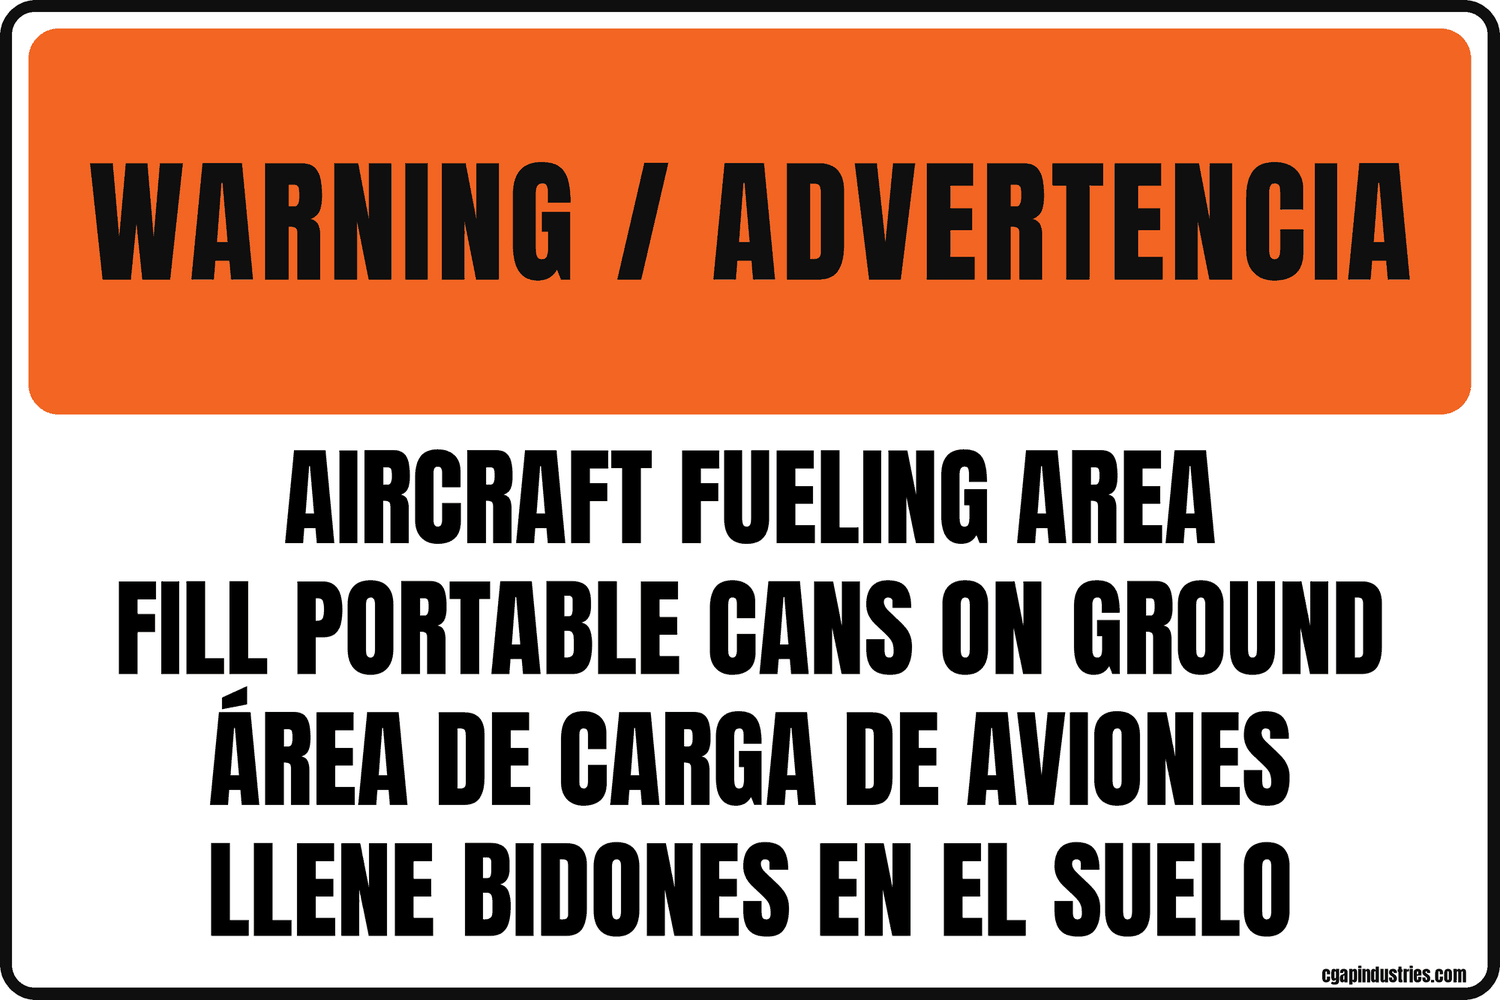 WARNING / ADVERTENCIA
AIRCRAFT FUELING AREA
FILL PORTABLE CANS ON GROUND
ÁREA DE CARGA DE AVIONES
LLENE BIDONES EN EL SUELO
cgapindustries.com